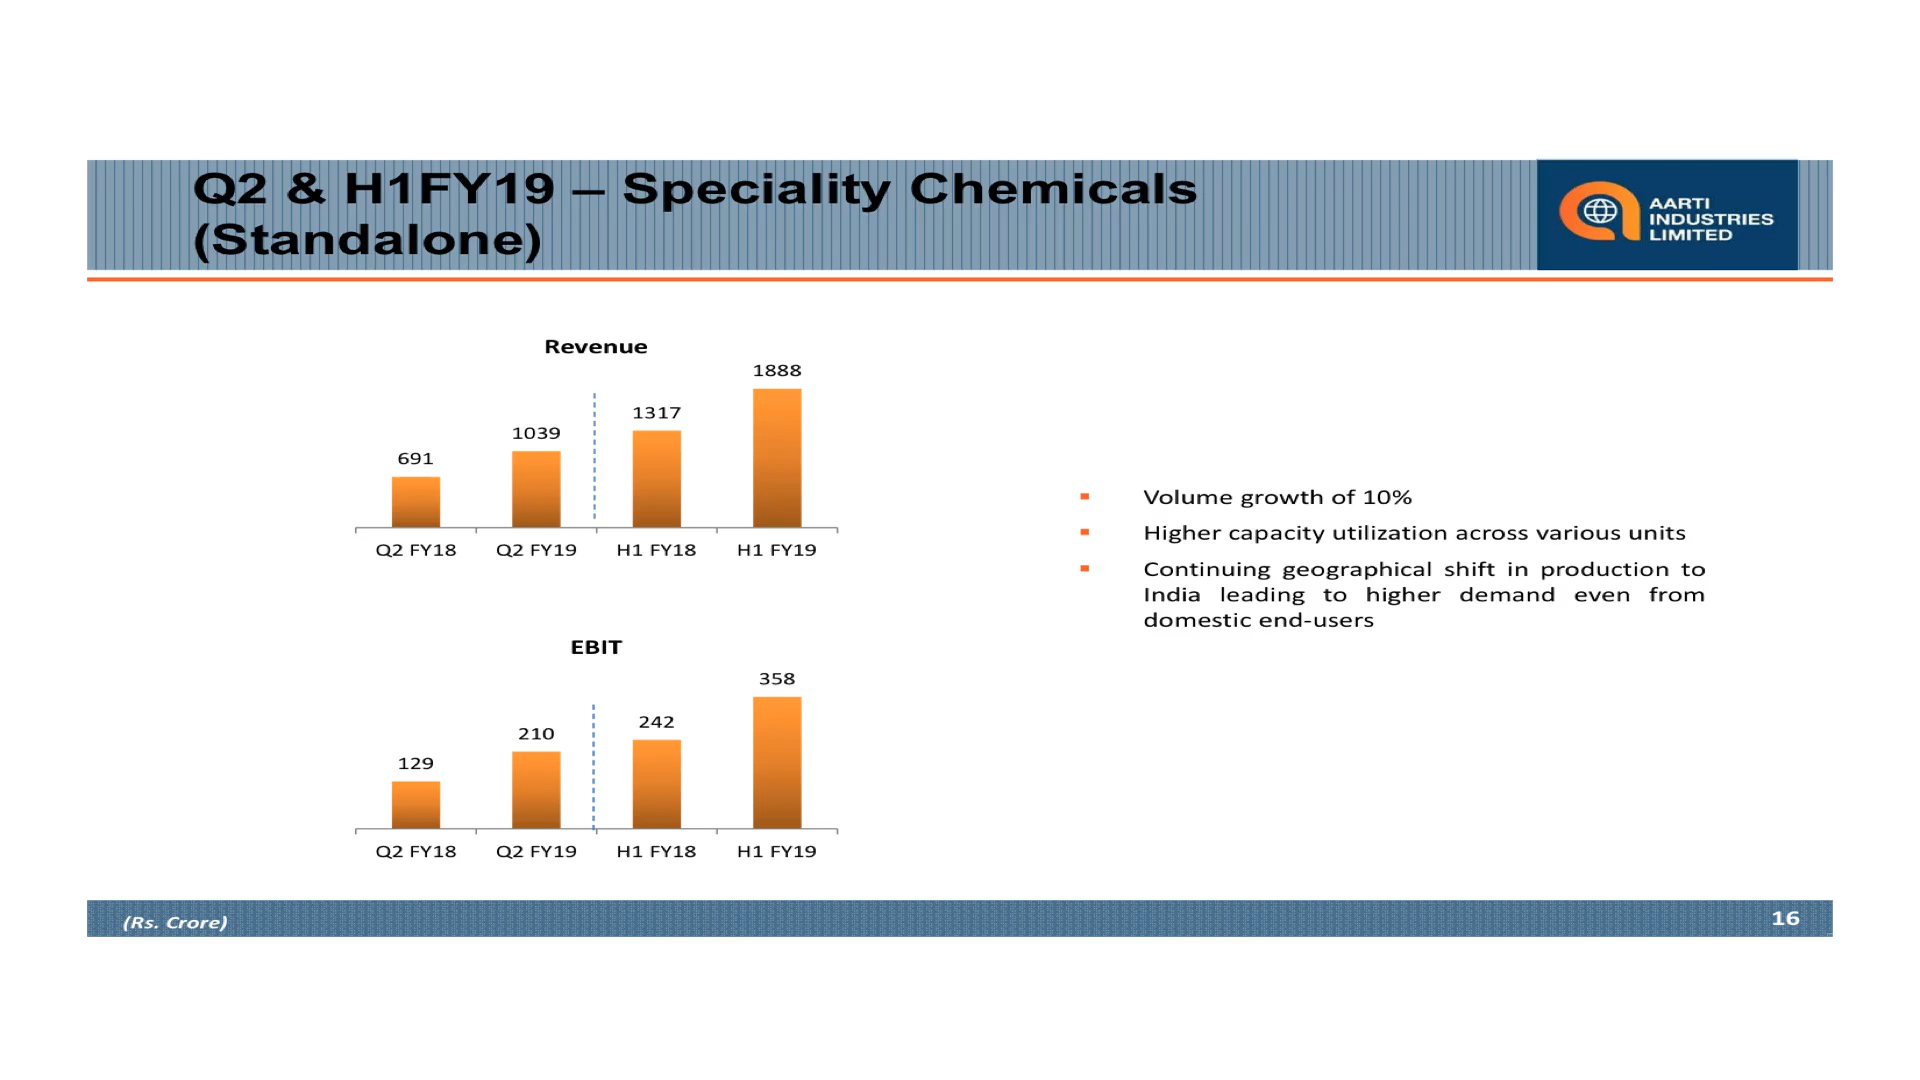 Q2 & H1FY19 – Speciality Chemicals
(Standalone)
AARTI
INDUSTRIES
LIMITED
Revenue
691
1039
1317
1888
Q2 FY18
Q2 FY19
H1 FY18
H1 FY19
EBIT
129
210
242
358
Q2 FY18
Q2 FY19
H1 FY18
H1 FY19
Volume growth of 10%
Higher capacity utilization across various units
Continuing geographical shift in production to
India leading to higher demand even from
domestic end-users
(Rs. Crore)
16